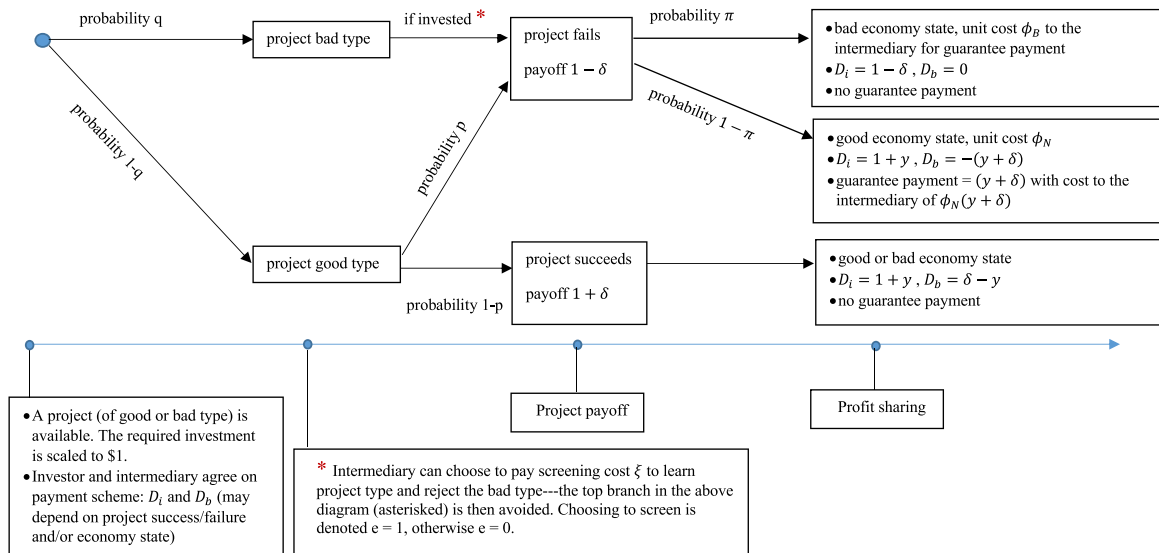 probability q
project bad type
if invested *
project fails
payoff 1 − δ
probability π
• bad economy state, unit cost ϕ_B to the
intermediary for guarantee payment
• D_i = 1 − δ , D_b = 0
• no guarantee payment
probability 1 − π
• good economy state, unit cost ϕ_N
• D_i = 1 + y , D_b = −(y + δ)
• guarantee payment = (y + δ) with cost to the
intermediary of ϕ_N(y + δ)
probability 1-q
probability p
project good type
probability 1-p
project succeeds
payoff 1 + δ
• good or bad economy state
• D_i = 1 + y , D_b = δ − y
• no guarantee payment
• A project (of good or bad type) is
available. The required investment
is scaled to $1.
• Investor and intermediary agree on
payment scheme: D_i and D_b (may
depend on project success/failure
and/or economy state)
* Intermediary can choose to pay screening cost ξ to learn
project type and reject the bad type---the top branch in the above
diagram (asterisked) is then avoided. Choosing to screen is
denoted e = 1, otherwise e = 0.
Project payoff
Profit sharing